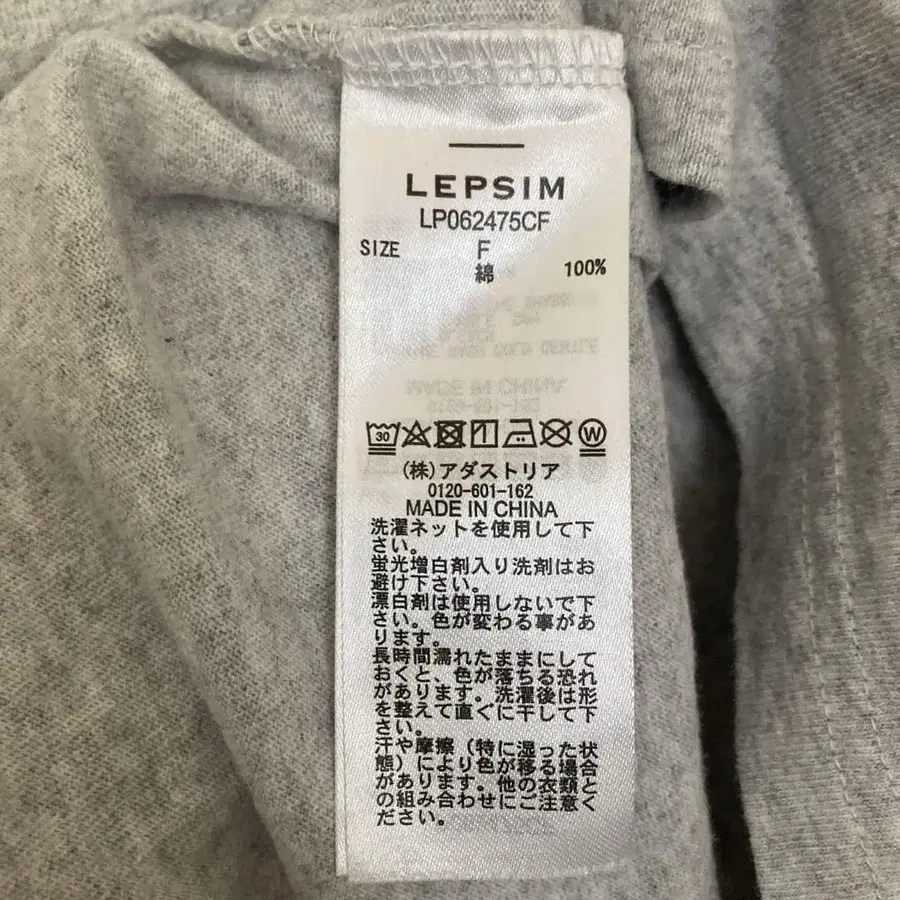 LEPSIM
LP062475CF
SIZE F
綿 100%
MADE IN CHINA
30 W
(株)アダストリア
0120-601-162
MADE IN CHINA
洗濯ネットを使用して下
さい。
蛍光増白剤入り洗剤はお
避け下さい。
漂白剤は使用しないで下
さい。色が変わる事があ
ります。
長時間濡れたままにして
おくと、色が落ちる恐れ
があります。洗濯後は形
を整えて直ぐに干して下
さい。
汗や摩擦（特に湿った状
態）により色が移る場合
があります。他の衣類と
の組み合わせにご注意く
ださい。